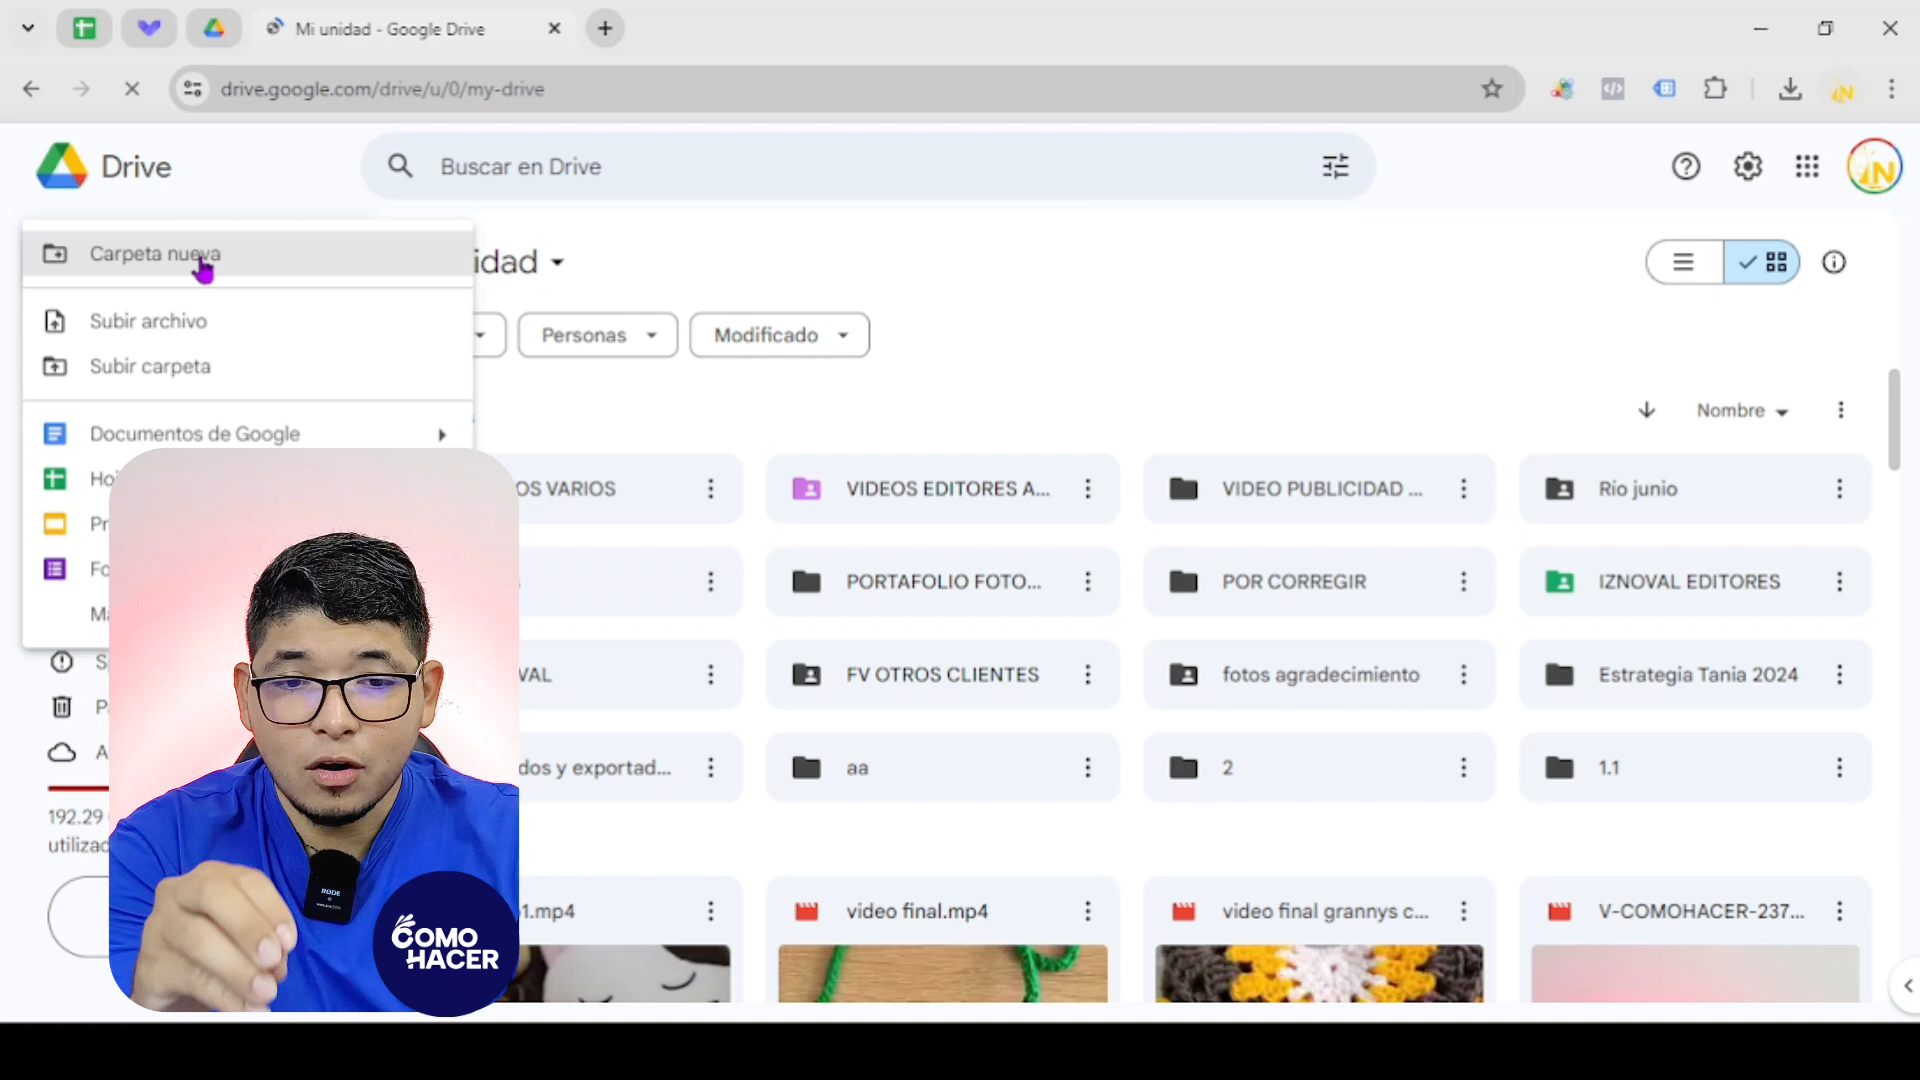 Mi unidad - Google Drive
drive.google.com/drive/u/0/my-drive
Drive
Buscar en Drive
Carpeta nueva
idad
Subir archivo
Personas
Modificado
Subir carpeta
Nombre
Documentos de Google
OS VARIOS
VIDEOS EDITORES A...
VIDEO PUBLICIDAD ...
Río junio
PORTAFOLIO FOTO...
POR CORREGIR
IZNOVAL EDITORES
VAL
FV OTROS CLIENTES
fotos agradecimiento
Estrategia Tania 2024
dos y exportad...
aa
2
1.1
192.29
utilizad
1.mp4
video final.mp4
video final grannys c...
V-COMOHACER-237...
RØDE
COMO
HACER